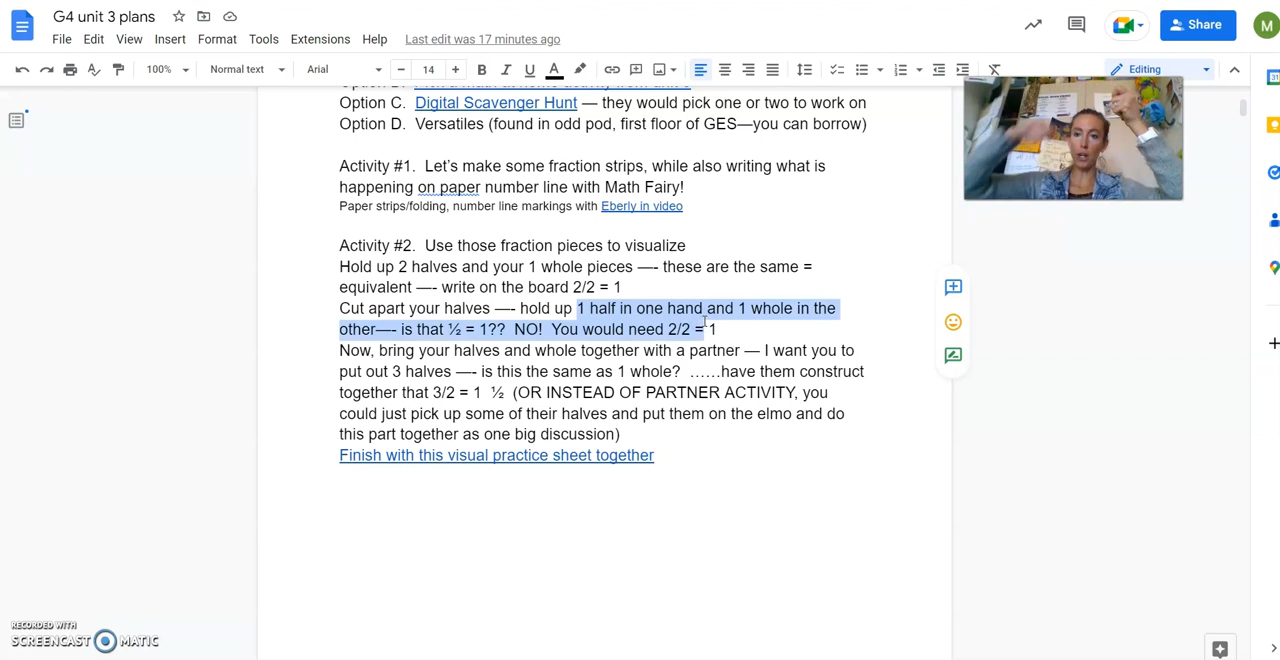 G4 unit 3 plans
Share
M
File Edit View Insert Format Tools Extensions Help Last edit was 17 minutes ago
100% Normal text Arial 14 B I U A Editing
Option C. Digital Scavenger Hunt — they would pick one or two to work on
Option D. Versatiles (found in odd pod, first floor of GES—you can borrow)
Activity #1. Let’s make some fraction strips, while also writing what is
happening on paper number line with Math Fairy!
Paper strips/folding, number line markings with Eberly in video
Activity #2. Use those fraction pieces to visualize
Hold up 2 halves and your 1 whole pieces —- these are the same =
equivalent —- write on the board 2/2 = 1
Cut apart your halves —- hold up 1 half in one hand and 1 whole in the
other—- is that ½ = 1?? NO! You would need 2/2 = 1
Now, bring your halves and whole together with a partner — I want you to
put out 3 halves —- is this the same as 1 whole? ……have them construct
together that 3/2 = 1 ½ (OR INSTEAD OF PARTNER ACTIVITY, you
could just pick up some of their halves and put them on the elmo and do
this part together as one big discussion)
Finish with this visual practice sheet together
RECORDED WITH
SCREENCAST MATIC